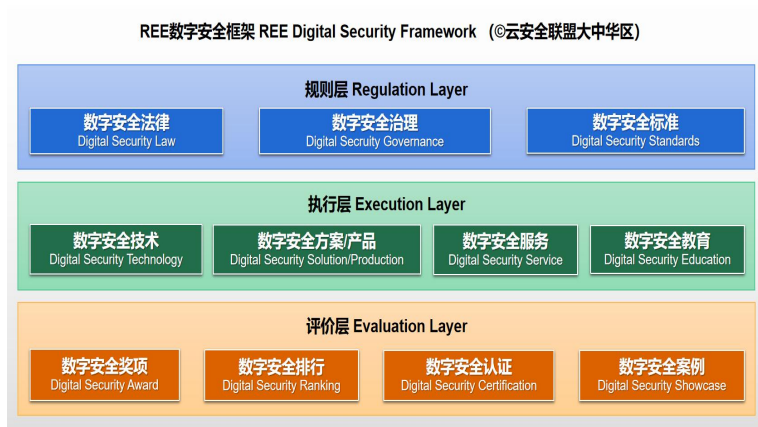 REE数字安全框架 REE Digital Security Framework （©云安全联盟大中华区）
规则层 Regulation Layer
数字安全法律
Digital Security Law
数字安全治理
Digital Secruity Governance
数字安全标准
Digital Security Standards
执行层 Execution Layer
数字安全技术
Digital Security Technology
数字安全方案/产品
Digital Security Solution/Production
数字安全服务
Digital Security Service
数字安全教育
Digital Security Education
评价层 Evaluation Layer
数字安全奖项
Digital Security Award
数字安全排行
Digital Security Ranking
数字安全认证
Digital Security Certification
数字安全案例
Digital Security Showcase